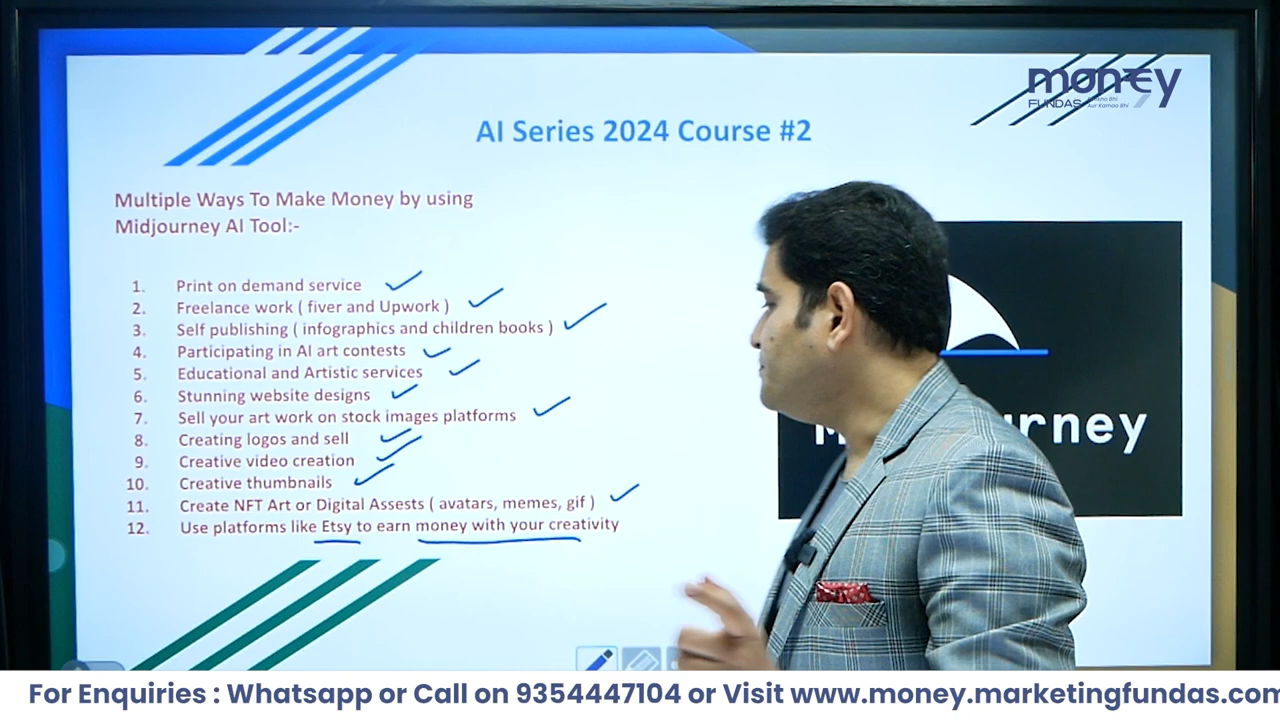 money
FUNDAS
Aur Kamaio Bhi
AI Series 2024 Course #2
Multiple Ways To Make Money by using
Midjourney AI Tool:-
1. Print on demand service
2. Freelance work ( fiver and Upwork )
3. Self publishing ( infographics and children books )
4. Participating in AI art contests
5. Educational and Artistic services
6. Stunning website designs
7. Sell your art work on stock images platforms
8. Creating logos and sell
9. Creative video creation
10. Creative thumbnails
11. Create NFT Art or Digital Assests ( avatars, memes, gif )
12. Use platforms like Etsy to earn money with your creativity
For Enquiries : Whatsapp or Call on 9354447104 or Visit www.money.marketingfundas.com